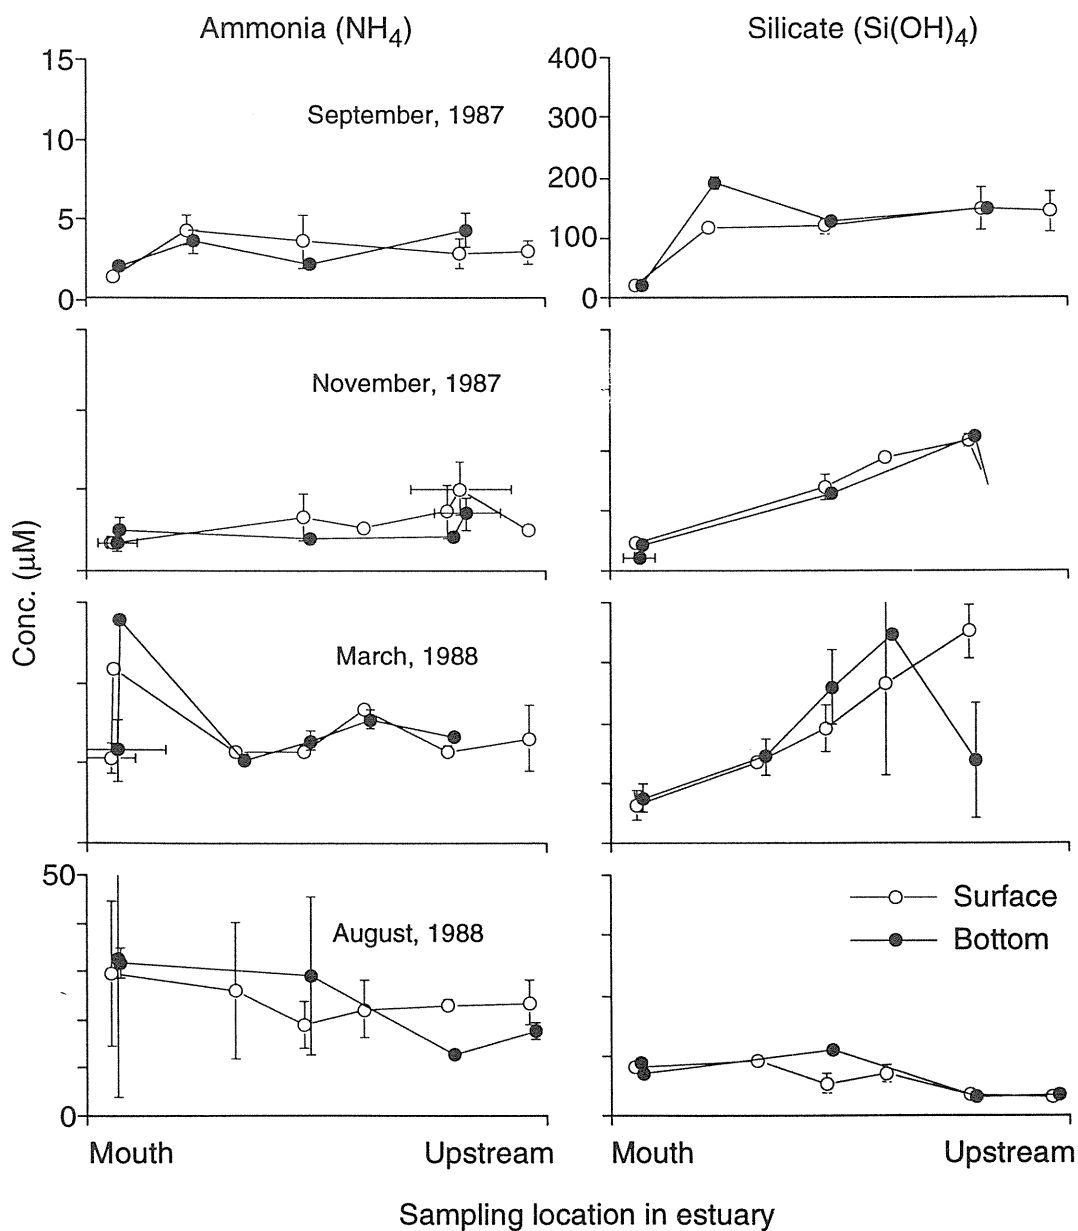 Ammonia (NH4)
Silicate (Si(OH)4)
15
10
5
0
September, 1987
400
300
200
100
0
November, 1987
Conc. (µM)
March, 1988
50
0
August, 1988
Surface
Bottom
Mouth
Upstream
Mouth
Upstream
Sampling location in estuary